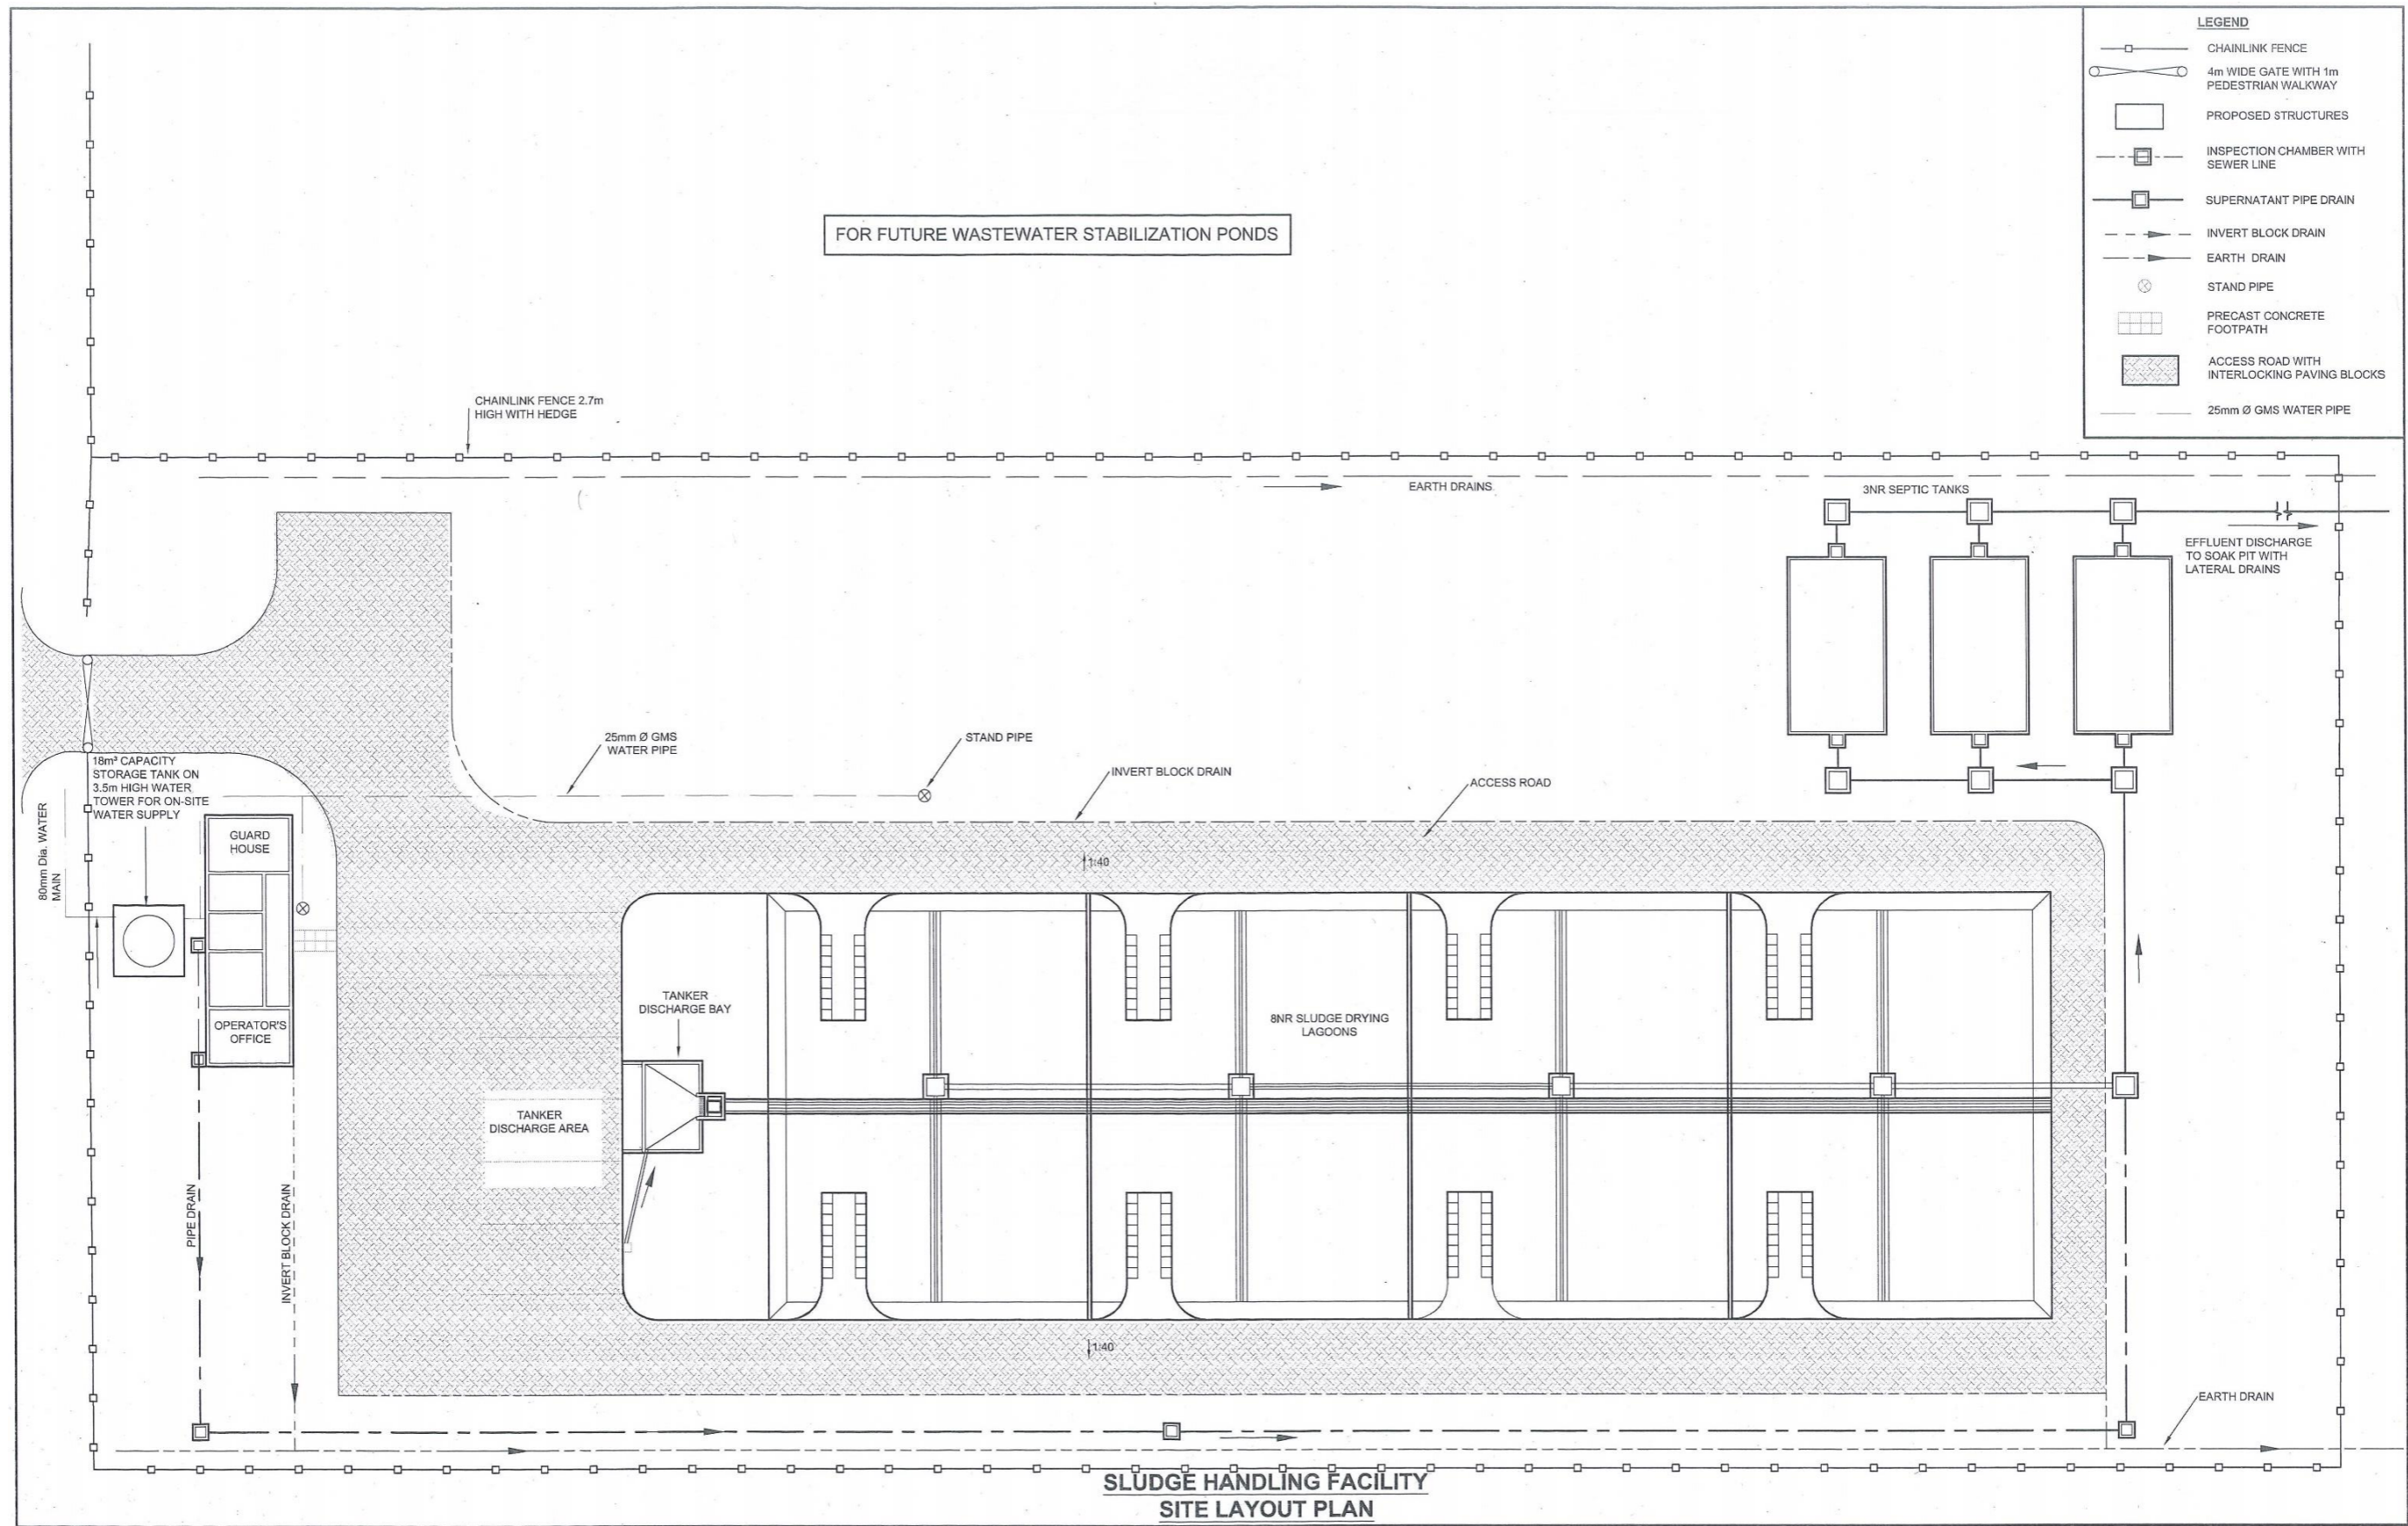 LEGEND
CHAINLINK FENCE
4m WIDE GATE WITH 1m
PEDESTRIAN WALKWAY
PROPOSED STRUCTURES
INSPECTION CHAMBER WITH
SEWER LINE
SUPERNATANT PIPE DRAIN
INVERT BLOCK DRAIN
EARTH DRAIN
STAND PIPE
PRECAST CONCRETE
FOOTPATH
ACCESS ROAD WITH
INTERLOCKING PAVING BLOCKS
25mm Ø GMS WATER PIPE
FOR FUTURE WASTEWATER STABILIZATION PONDS
CHAINLINK FENCE 2.7m
HIGH WITH HEDGE
EARTH DRAINS
3NR SEPTIC TANKS
EFFLUENT DISCHARGE
TO SOAK PIT WITH
LATERAL DRAINS
25mm Ø GMS
WATER PIPE
STAND PIPE
INVERT BLOCK DRAIN
ACCESS ROAD
18m³ CAPACITY
STORAGE TANK ON
3.5m HIGH WATER
TOWER FOR ON-SITE
WATER SUPPLY
80mm Dia. WATER
MAIN
GUARD
HOUSE
1:40
TANKER
DISCHARGE BAY
8NR SLUDGE DRYING
LAGOONS
OPERATOR'S
OFFICE
TANKER
DISCHARGE AREA
PIPE DRAIN
INVERT BLOCK DRAIN
1:40
EARTH DRAIN
SLUDGE HANDLING FACILITY
SITE LAYOUT PLAN